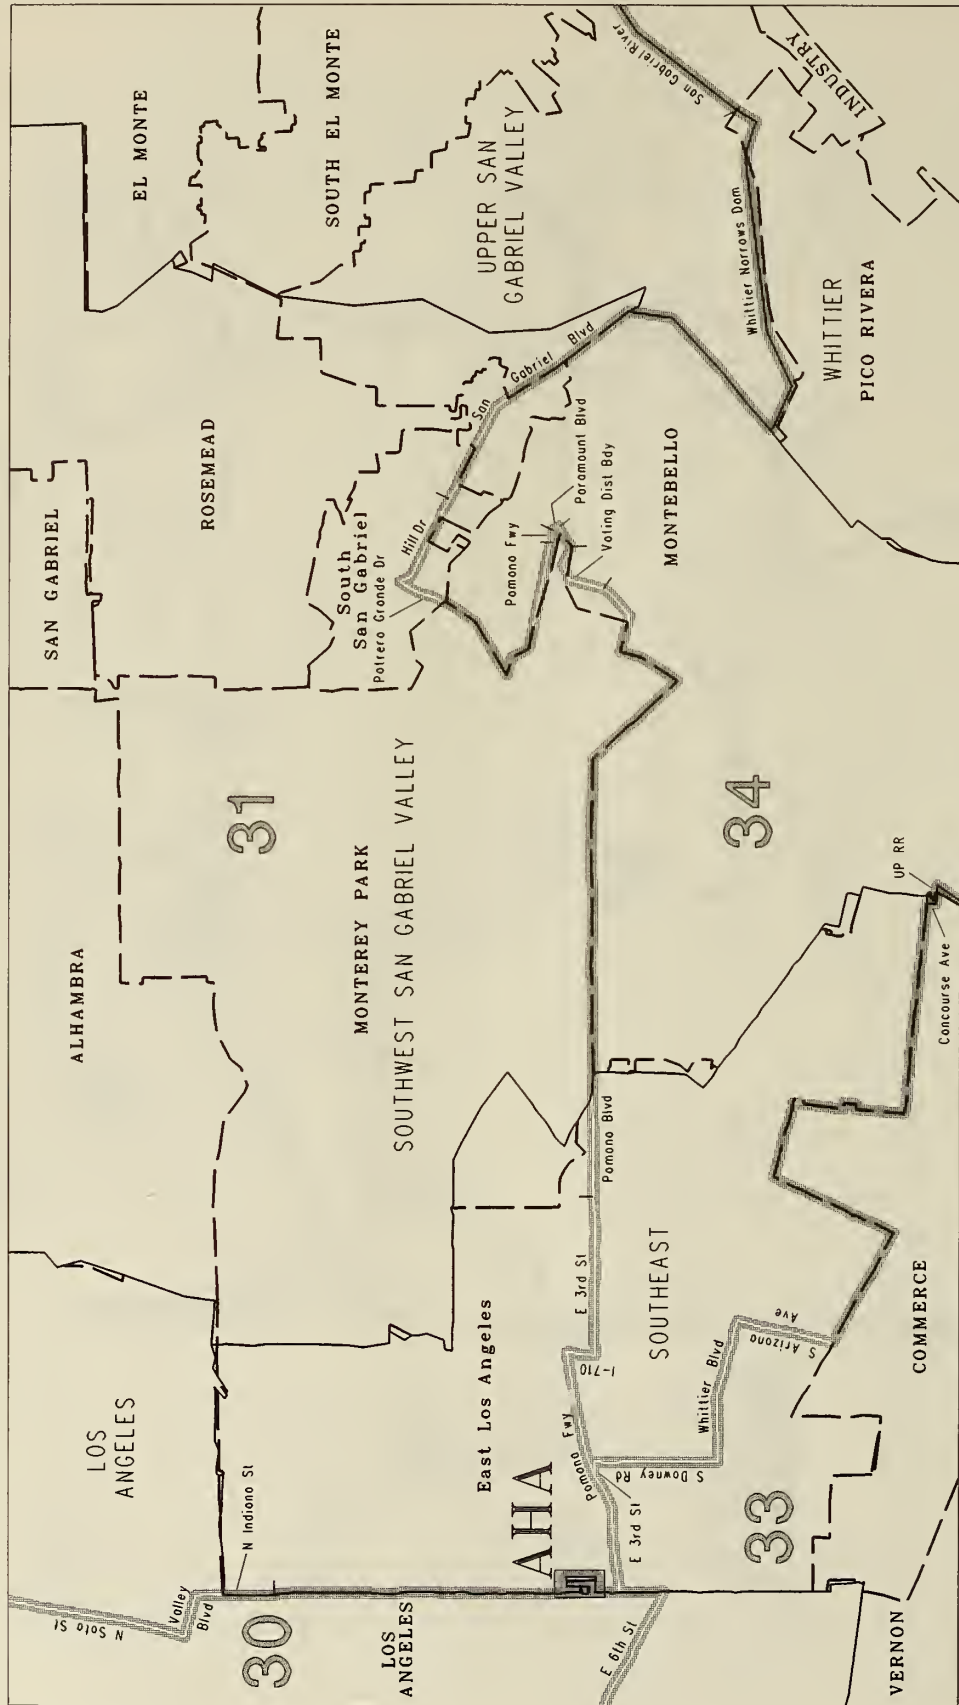 N Soto St
Valley
Blvd
N Indiana St
LOS
ANGELES
ALHAMBRA
SAN GABRIEL
EL MONTE
30
31
ROSEMEAD
SOUTH EL MONTE
LOS
ANGELES
MONTEREY PARK
SOUTHWEST SAN GABRIEL VALLEY
South
San Gabriel
Potrero Grande Dr
Hill Dr
San
Gabriel
Blvd
UPPER SAN
GABRIEL VALLEY
San Gabriel River
East Los Angeles
AHA
E 6th St
E 3rd St
Pomona Fwy
I-710
E 3rd St
Pomona Blvd
Pomona Fwy
Paramount Blvd
Voting Dist Bdy
S Downey Rd
Whittier Blvd
S Arizona
Ave
SOUTHEAST
MONTEBELLO
Whittier Narrows Dam
INDUSTRY
33
34
WHITTIER
PICO RIVERA
VERNON
COMMERCE
UP RR
Concourse Ave